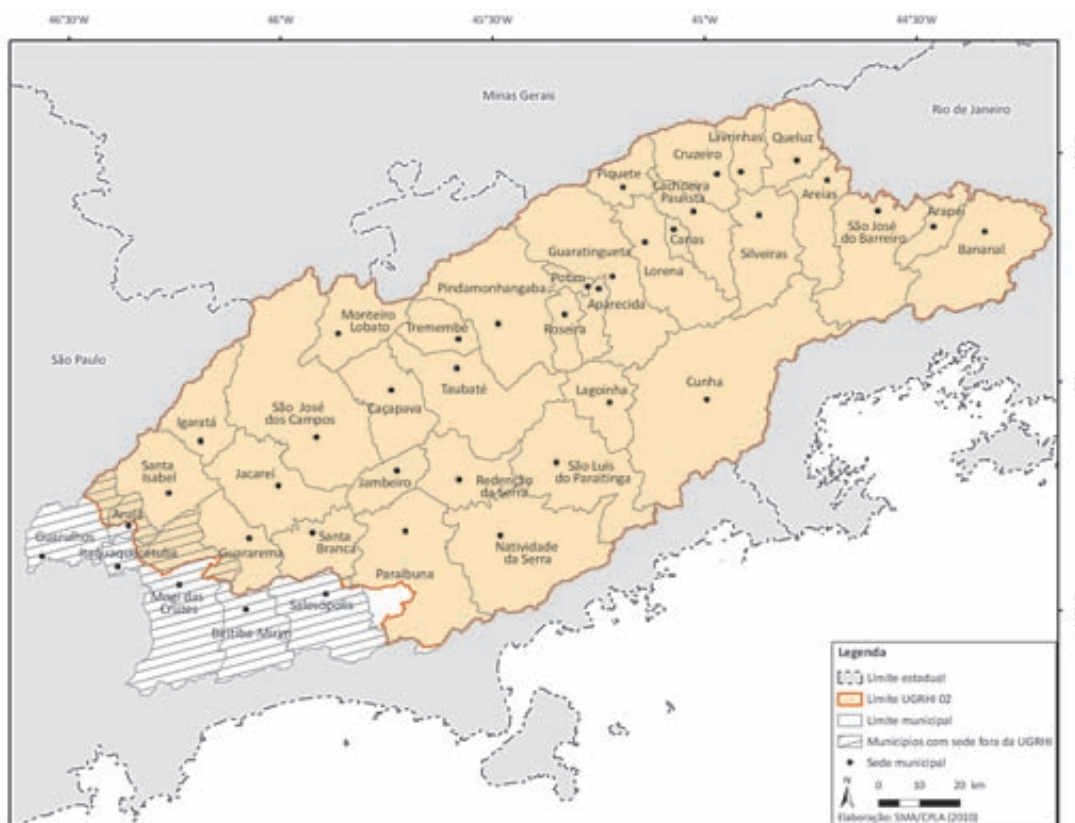 46°30'W 46°W 45°30'W 45°W 44°30'W
Minas Gerais
Rio de Janeiro
São Paulo
Lavrinhas
Queluz
Cruzeiro
Piquete
Cachoeira
Paulista
Areias
Arapeí
São José
do Barreiro
Bananal
Canas
Silveiras
Guaratinguetá
Lorena
Potim
Aparecida
Pindamonhangaba
Roseira
Monteiro
Lobato
Tremembé
Taubaté
Lagoinha
Cunha
Caçapava
São José
dos Campos
Igaratá
Santa
Isabel
Jacareí
Jambeiro
Redenção
da Serra
São Luis
do Paraitinga
Arujá
Guarulhos
Itaquaquecetuba
Guararema
Santa
Branca
Natividade
da Serra
Paraibuna
Mogi das
Cruzes
Salesópolis
Biritiba-Mirim
Legenda
Limite estadual
Limite UGRHI 02
Limite municipal
Municípios com sede fora da UGRHI
Sede municipal
N
0 10 20 km
Elaboração: SMA/CPLA (2010)